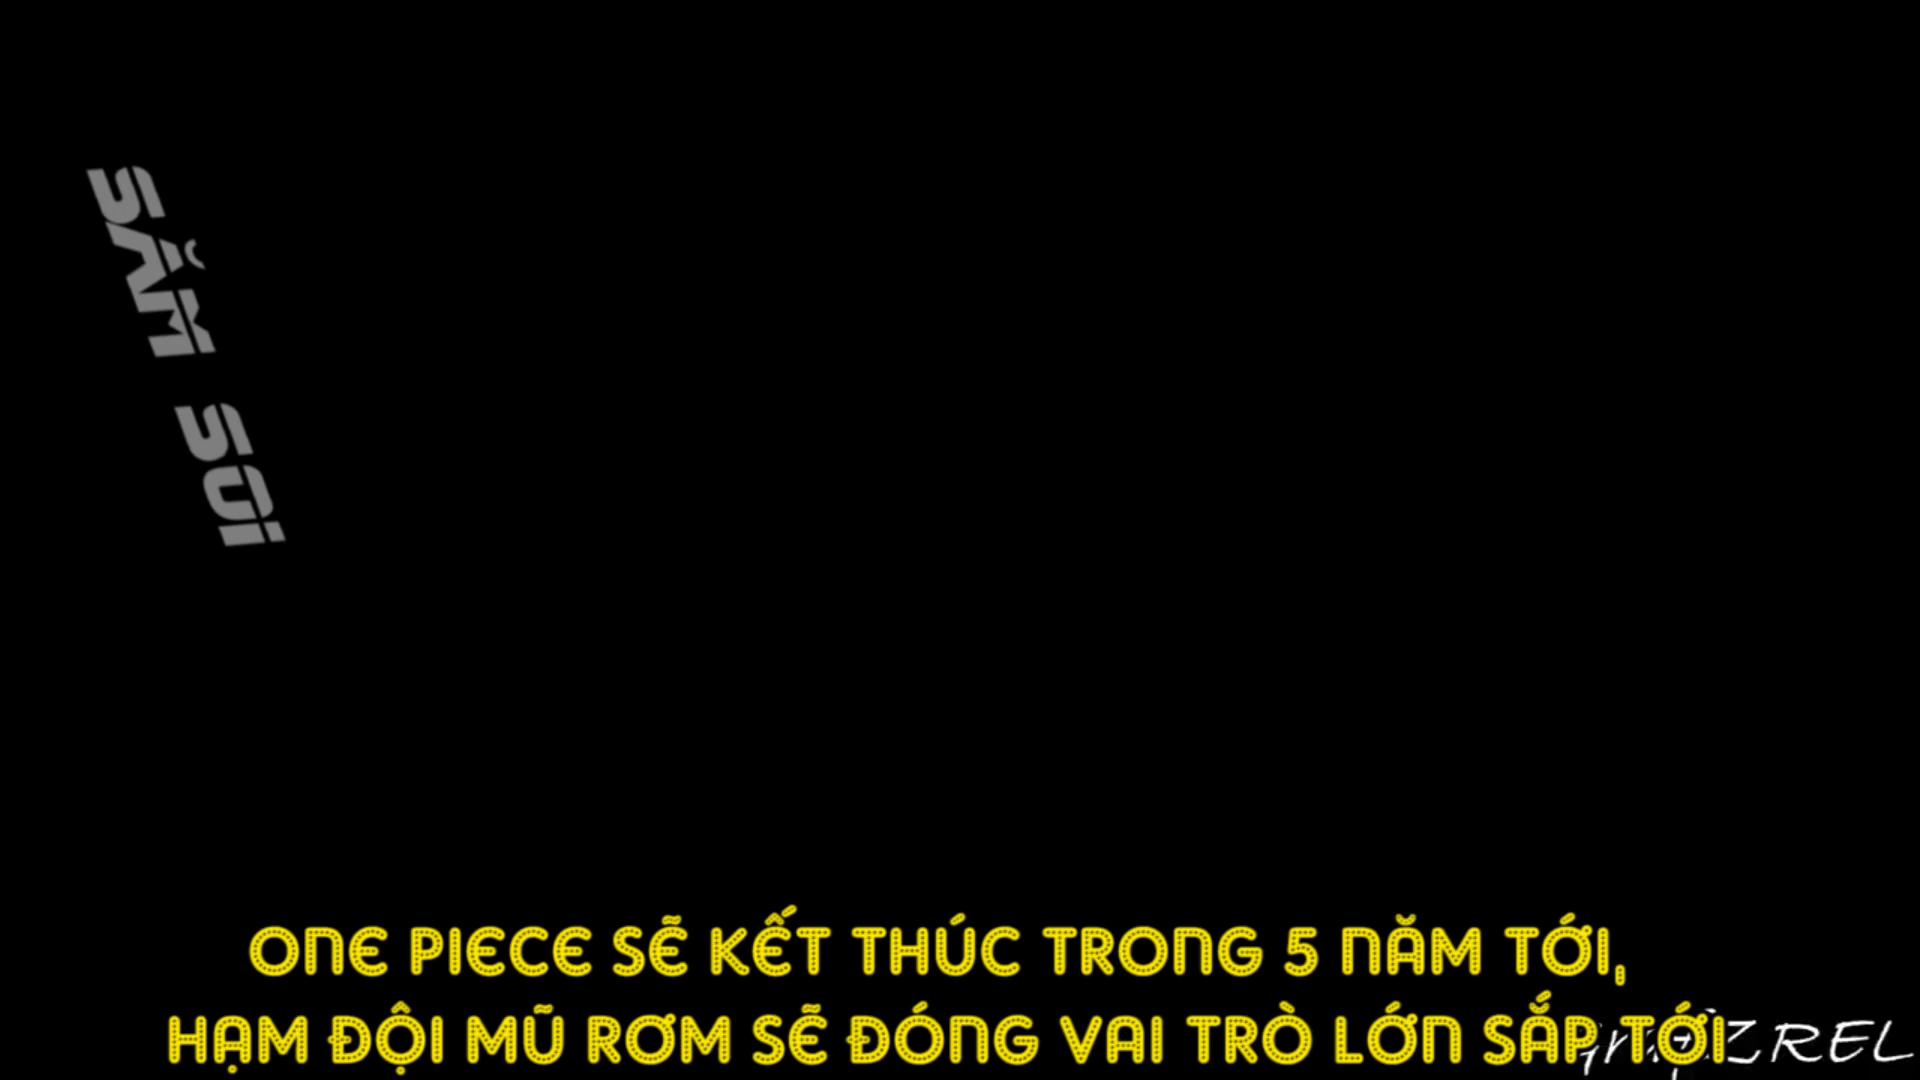 SĂM SOI
ONE PIECE SẼ KẾT THÚC TRONG 5 NĂM TỚI,
HẠM ĐỘI MŨ RƠM SẼ ĐÓNG VAI TRÒ LỚN SẮP TỚI